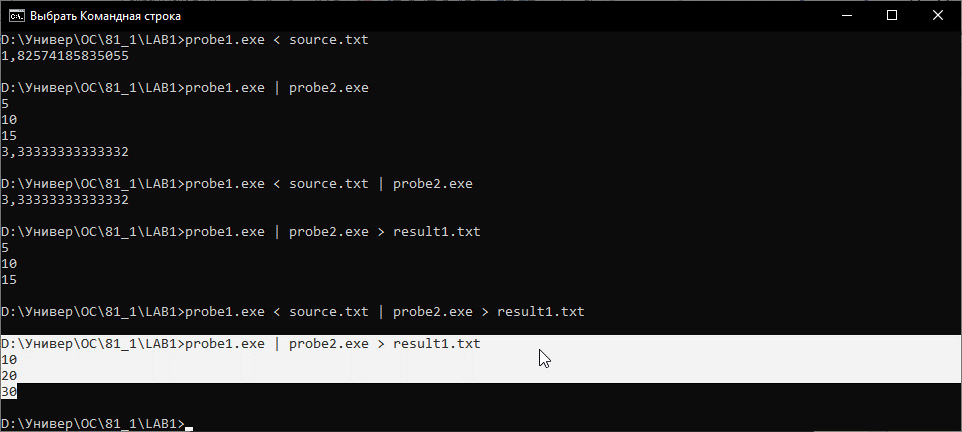 Выбрать Командная строка
D:\Универ\ОС\81_1\LAB1>probe1.exe < source.txt
1,82574185835055
D:\Универ\ОС\81_1\LAB1>probe1.exe | probe2.exe
5
10
15
3,33333333333332
D:\Универ\ОС\81_1\LAB1>probe1.exe < source.txt | probe2.exe
3,33333333333332
D:\Универ\ОС\81_1\LAB1>probe1.exe | probe2.exe > result1.txt
5
10
15
D:\Универ\ОС\81_1\LAB1>probe1.exe < source.txt | probe2.exe > result1.txt
D:\Универ\ОС\81_1\LAB1>probe1.exe | probe2.exe > result1.txt
10
20
30
D:\Универ\ОС\81_1\LAB1>